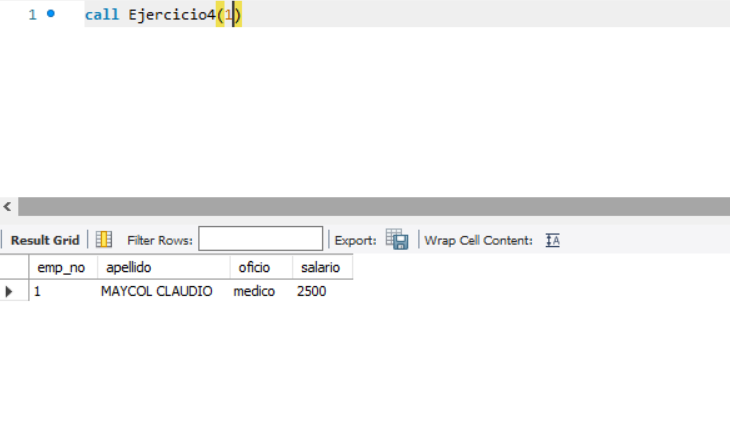 1 call Ejercicio4(1)
Result Grid Filter Rows: Export: Wrap Cell Content: IA
emp_no apellido oficio salario
1 MAYCOL CLAUDIO medico 2500